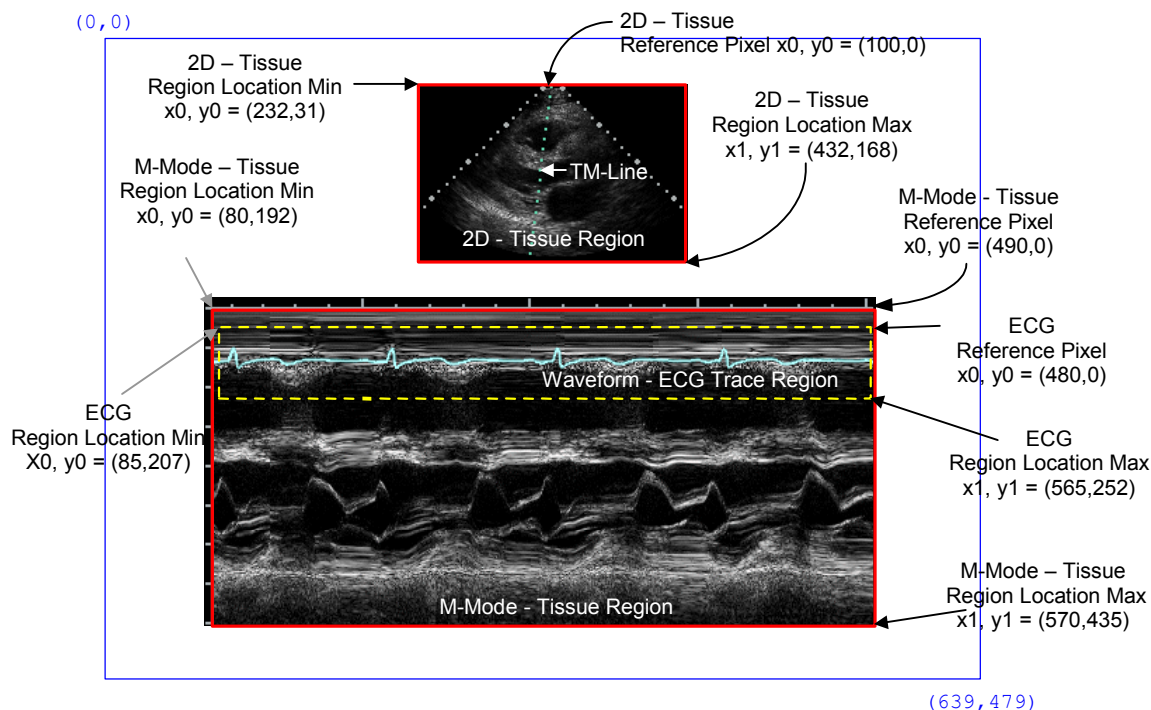 (0,0)
2D – Tissue
Reference Pixel x0, y0 = (100,0)
2D – Tissue
Region Location Min
x0, y0 = (232,31)
2D – Tissue
Region Location Max
x1, y1 = (432,168)
TM-Line
2D - Tissue Region
M-Mode – Tissue
Region Location Min
x0, y0 = (80,192)
M-Mode - Tissue
Reference Pixel
x0, y0 = (490,0)
ECG
Reference Pixel
x0, y0 = (480,0)
Waveform - ECG Trace Region
ECG
Region Location Min
X0, y0 = (85,207)
ECG
Region Location Max
x1, y1 = (565,252)
M-Mode – Tissue
Region Location Max
x1, y1 = (570,435)
M-Mode - Tissue Region
(639,479)